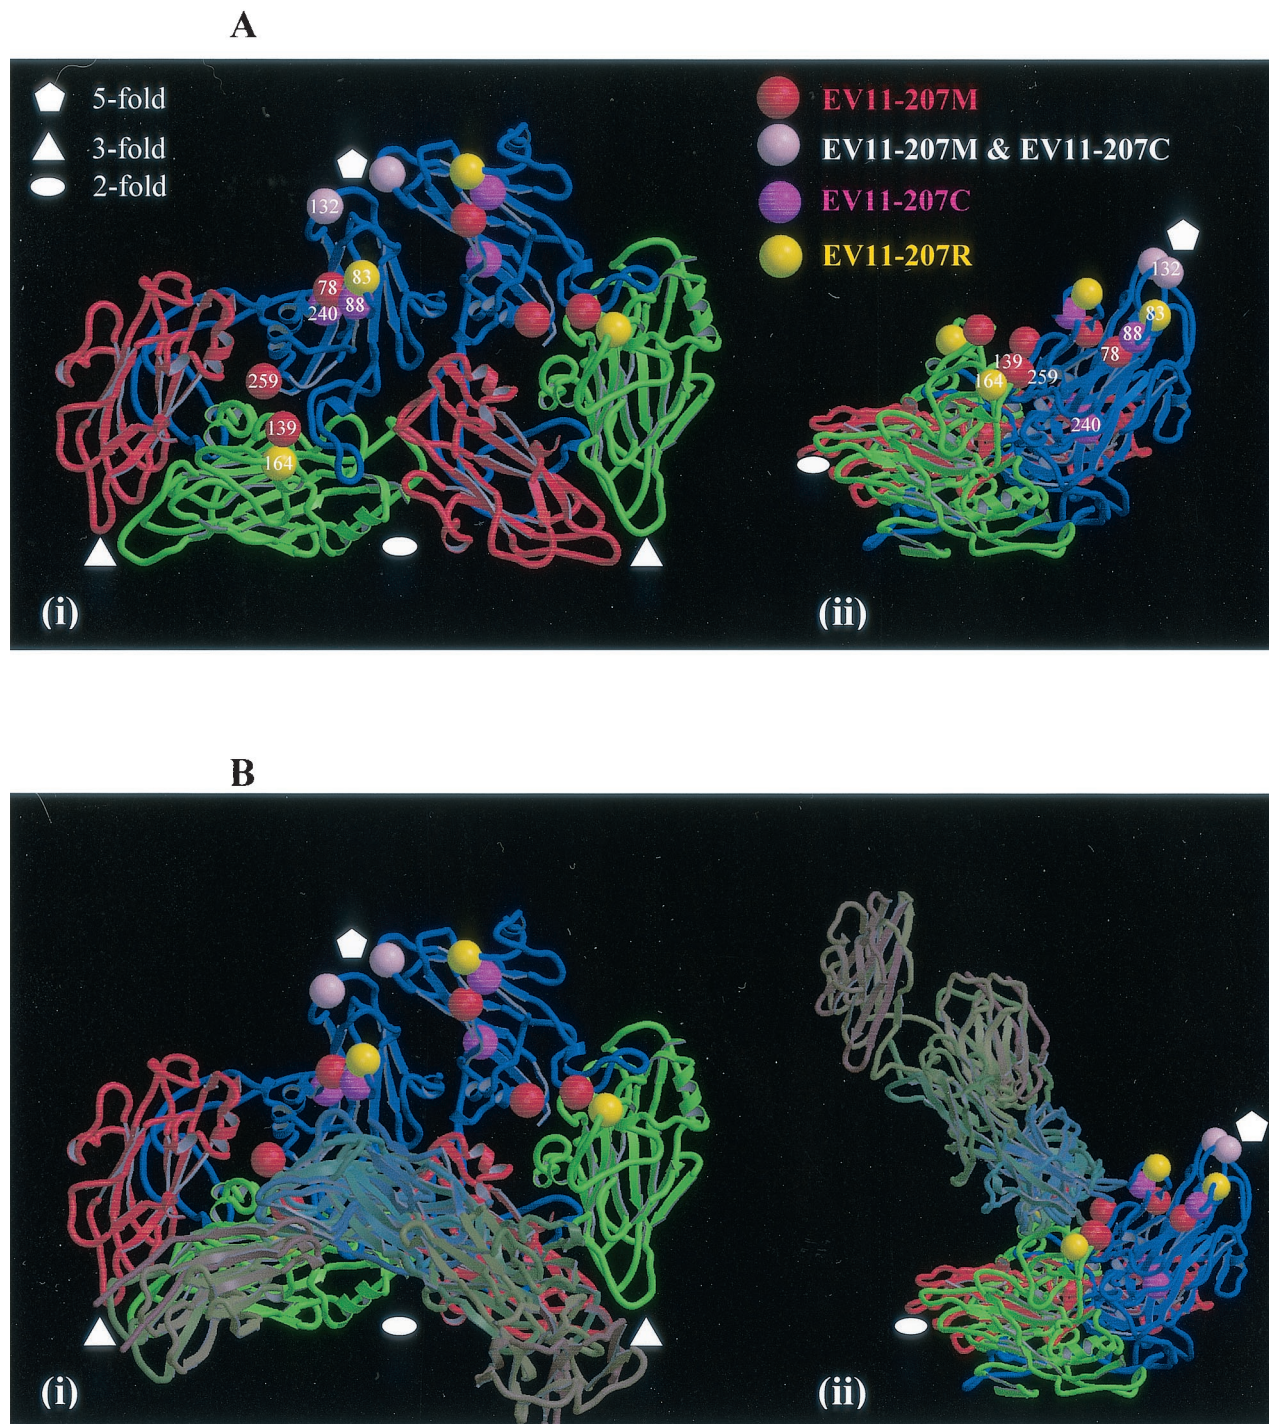 A
5-fold
3-fold
2-fold
EV11-207M
EV11-207M & EV11-207C
EV11-207C
EV11-207R
132
83
78
88
240
259
139
164
(i)
132
83
88
78
139
164
259
240
(ii)
B
(i)
(ii)